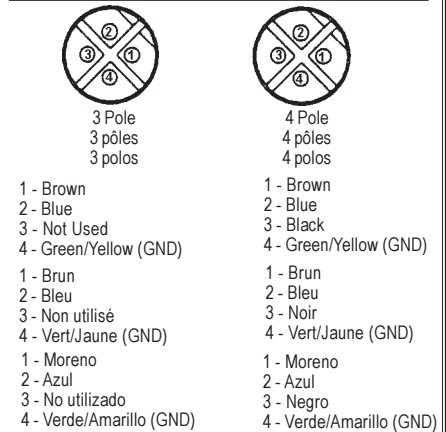 2
3
1
4
3 Pole
3 pôles
3 polos
1 - Brown
2 - Blue
3 - Not Used
4 - Green/Yellow (GND)
1 - Brun
2 - Bleu
3 - Non utilisé
4 - Vert/Jaune (GND)
1 - Moreno
2 - Azul
3 - No utilizado
4 - Verde/Amarillo (GND)
2
3
1
4
4 Pole
4 pôles
4 polos
1 - Brown
2 - Blue
3 - Black
4 - Green/Yellow (GND)
1 - Brun
2 - Bleu
3 - Noir
4 - Vert/Jaune (GND)
1 - Moreno
2 - Azul
3 - Negro
4 - Verde/Amarillo (GND)